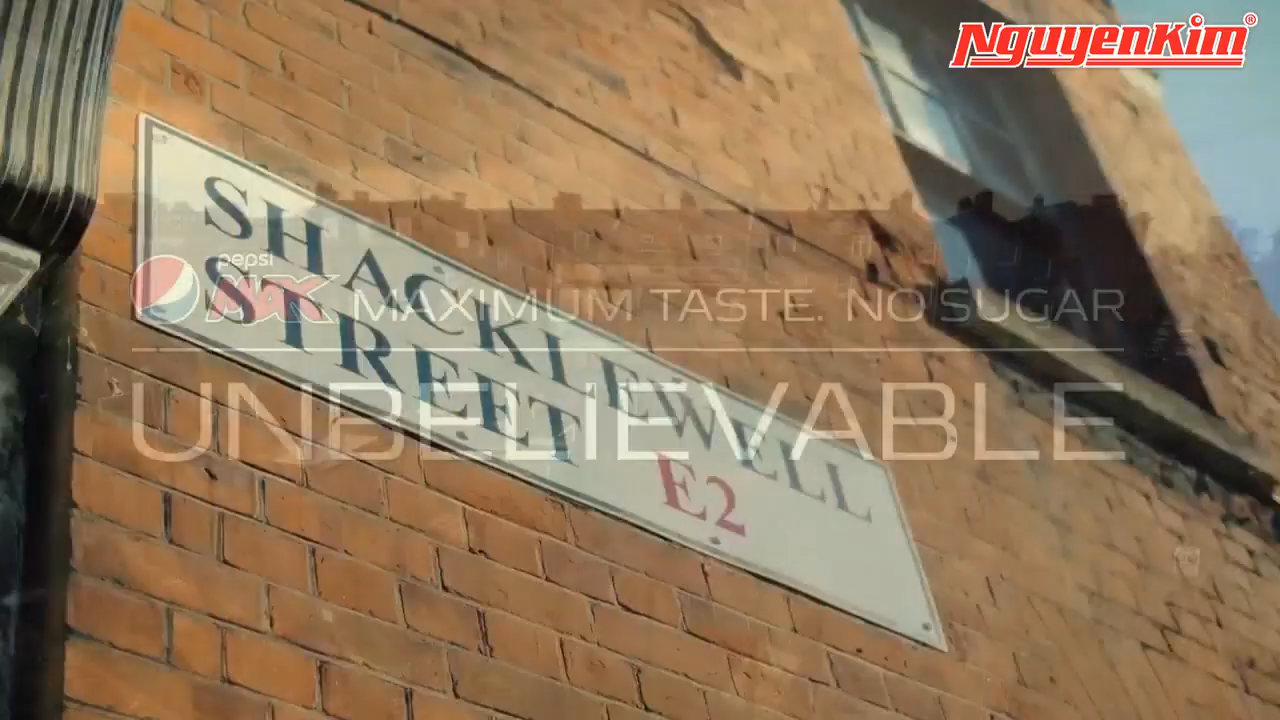 NguyenKim®
SHACKLEWELL
STREET
E2
pepsi
MAX MAXIMUM TASTE. NO SUGAR
UNBELIEVABLE